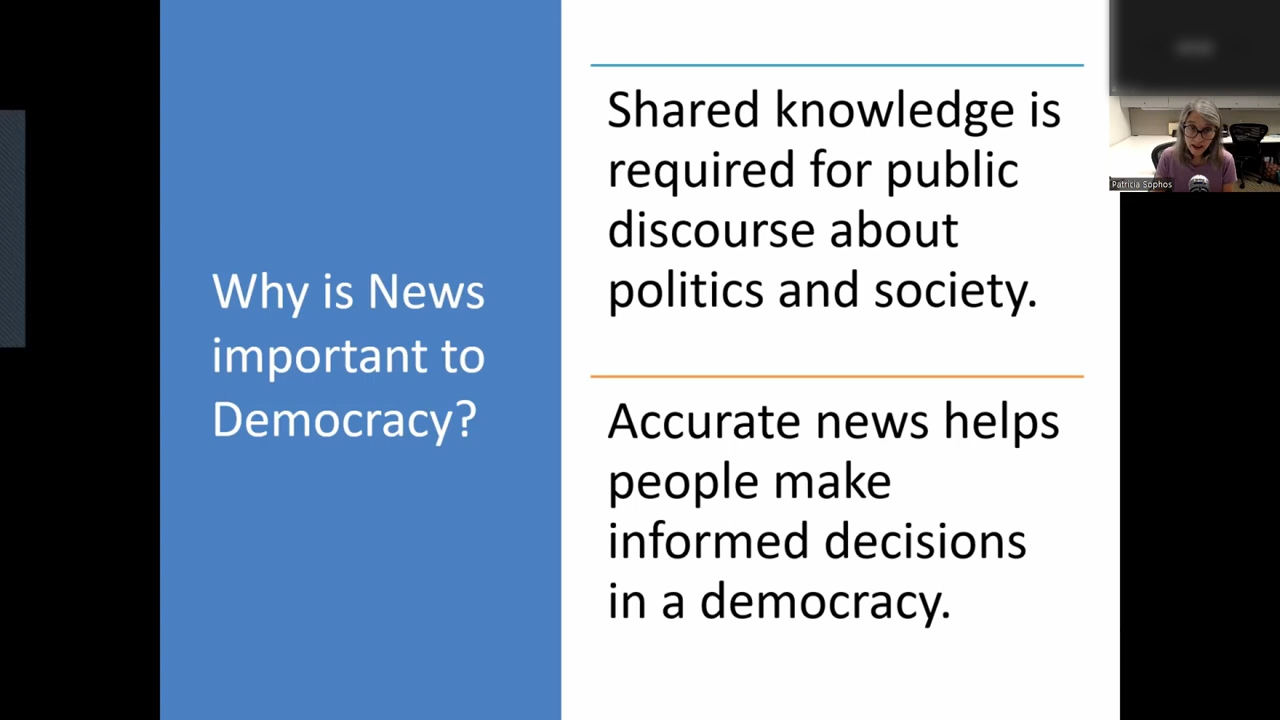 Why is News
important to
Democracy?
Shared knowledge is
required for public
discourse about
politics and society.
Accurate news helps
people make
informed decisions
in a democracy.
Patricia Sophos